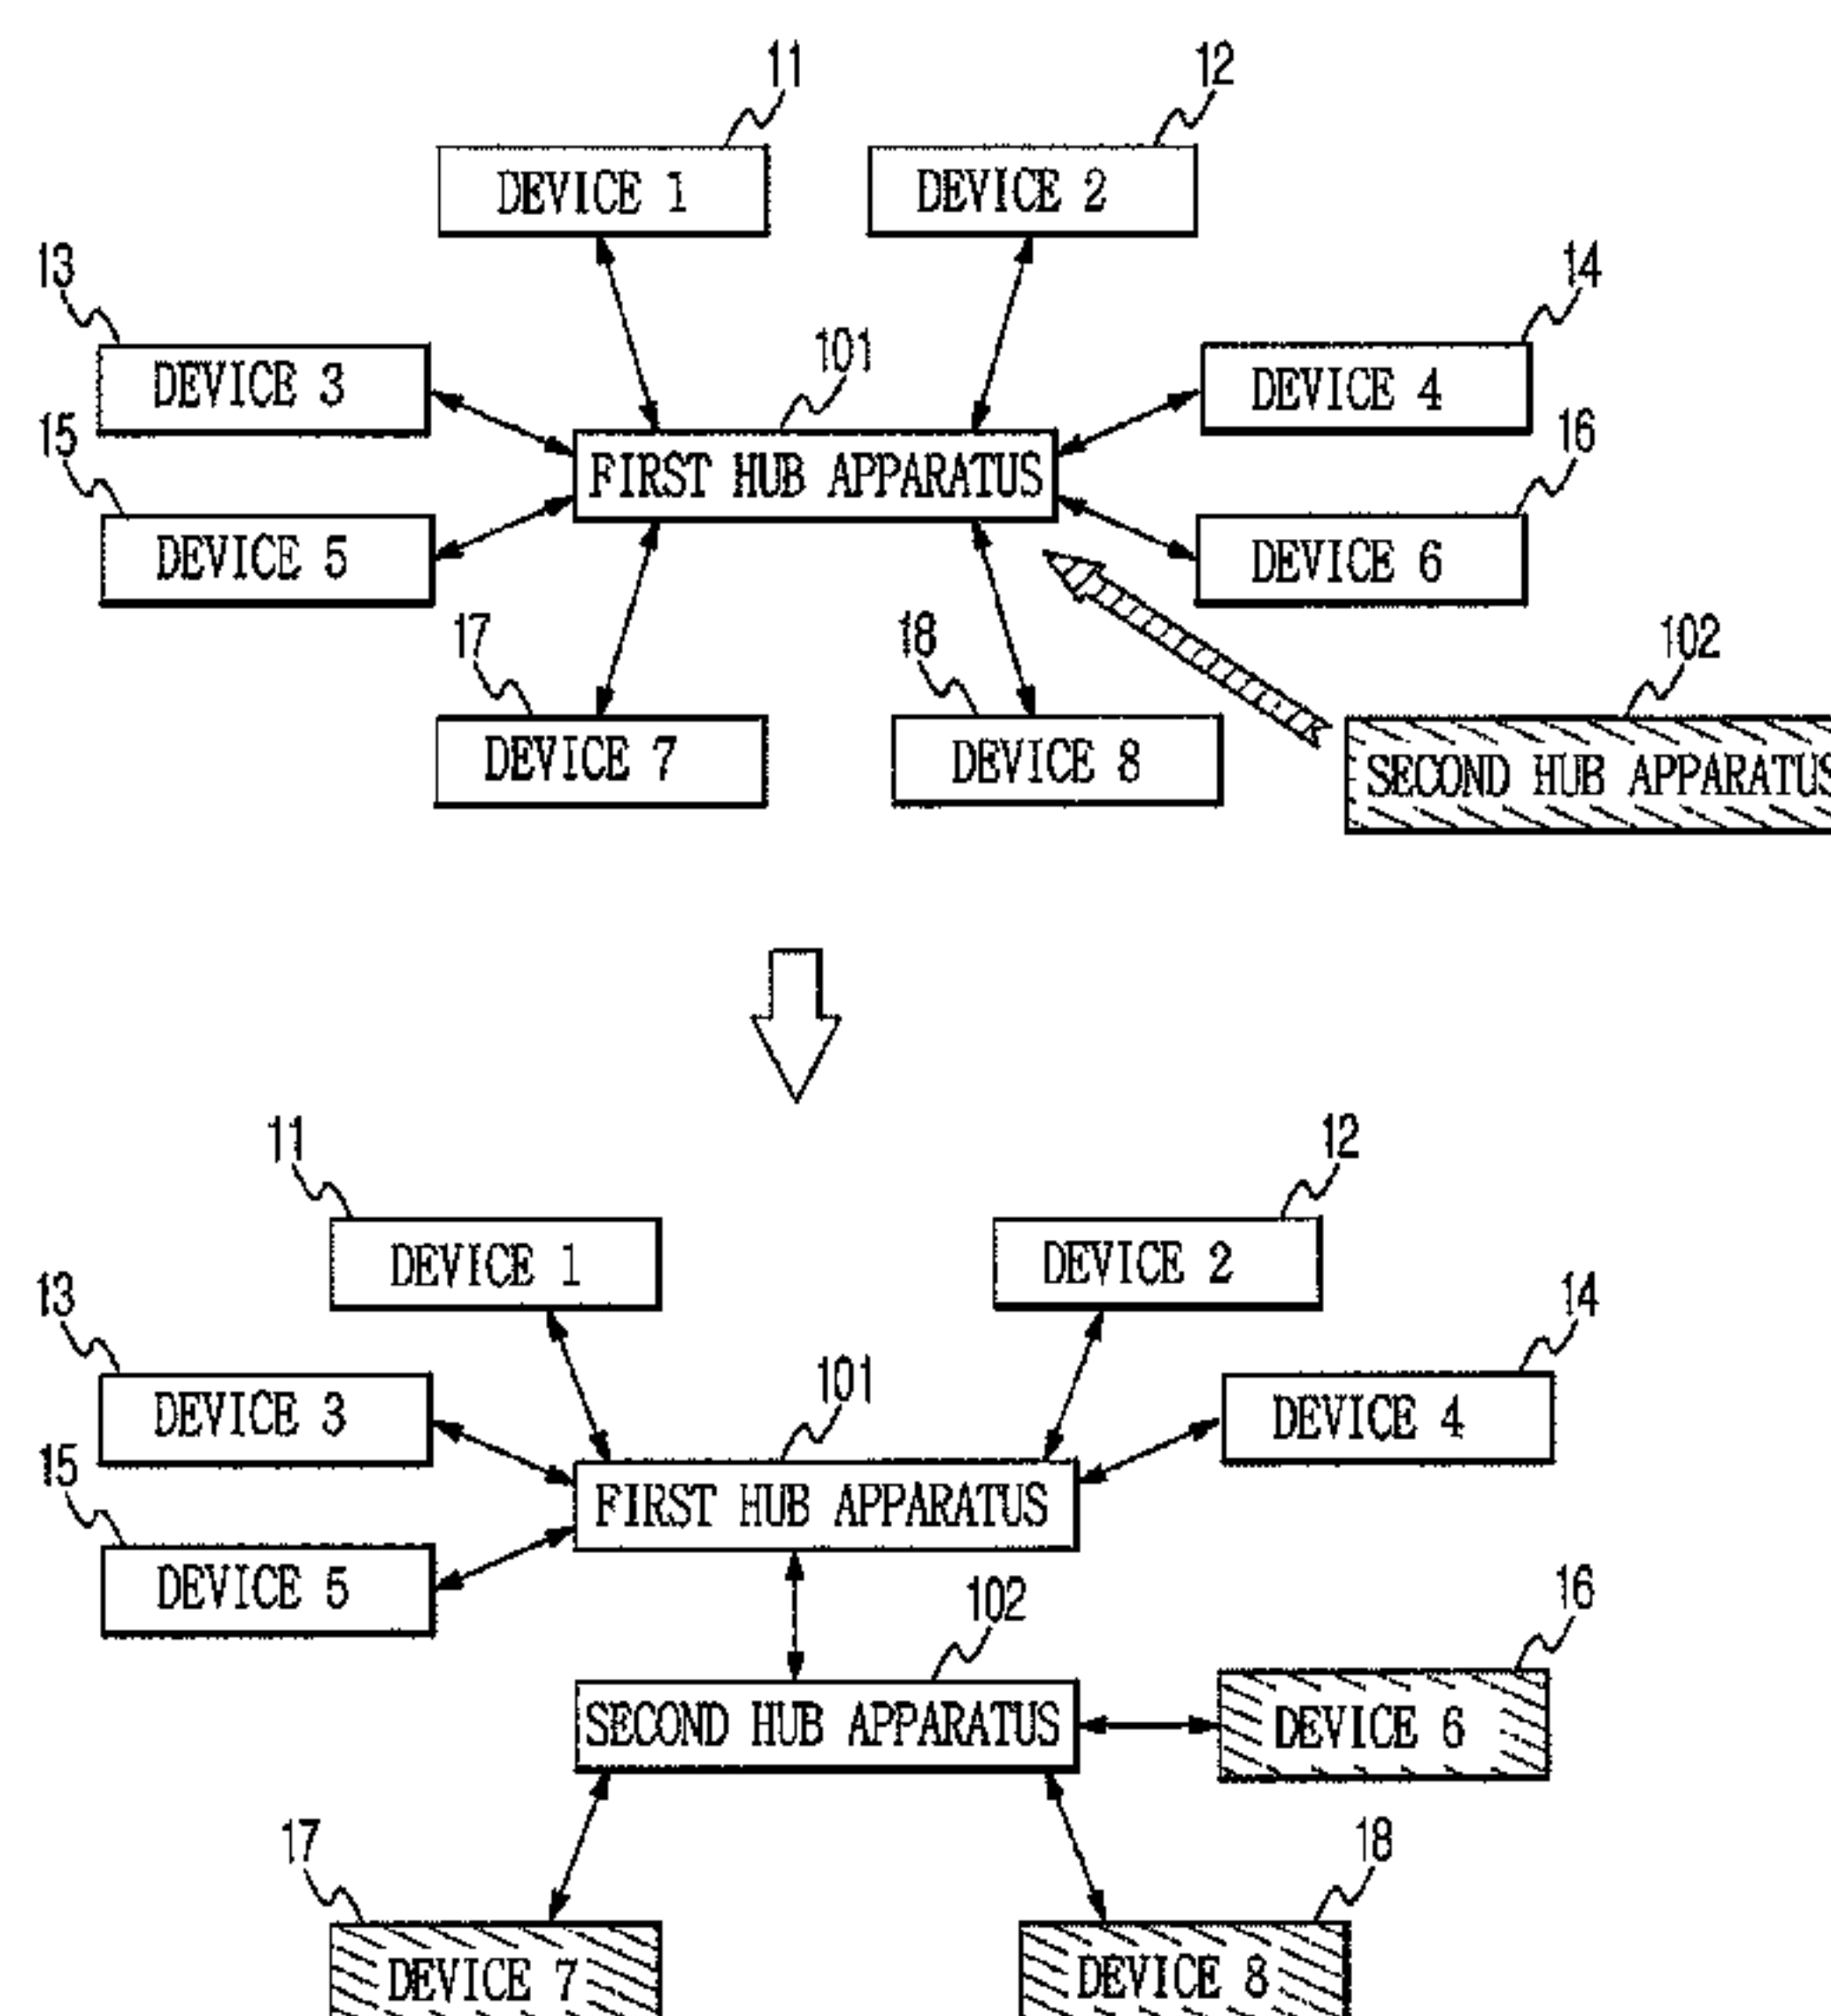 11
12
DEVICE 1
DEVICE 2
13
14
101
DEVICE 3
DEVICE 4
15
16
FIRST HUB APPARATUS
DEVICE 5
DEVICE 6
17
18
102
DEVICE 7
DEVICE 8
SECOND HUB APPARATUS
11
12
DEVICE 1
DEVICE 2
13
14
101
DEVICE 3
DEVICE 4
15
FIRST HUB APPARATUS
DEVICE 5
102
16
SECOND HUB APPARATUS
DEVICE 6
17
18
DEVICE 7
DEVICE 8